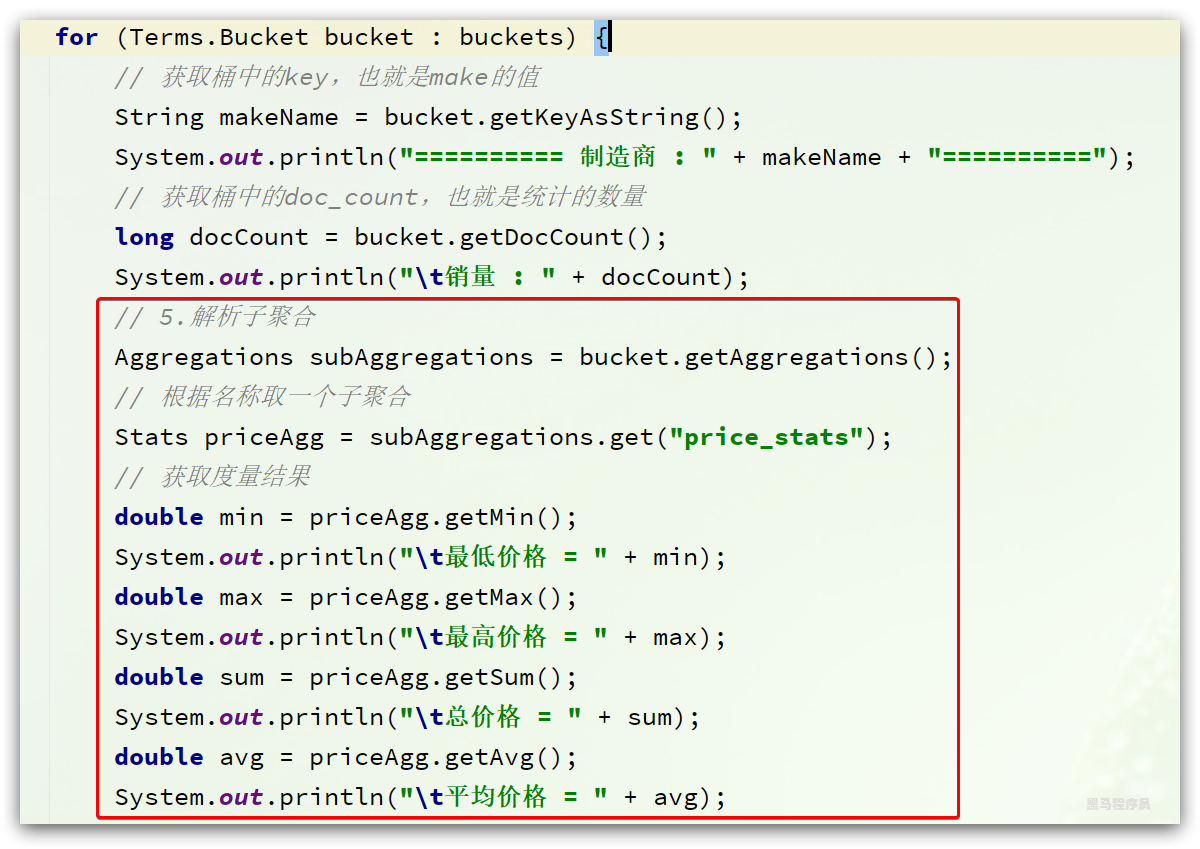 for (Terms.Bucket bucket : buckets) {
// 获取桶中的key，也就是make的值
String makeName = bucket.getKeyAsString();
System.out.println("========== 制造商 : " + makeName + "==========");
// 获取桶中的doc_count，也就是统计的数量
long docCount = bucket.getDocCount();
System.out.println("\t销量 : " + docCount);
// 5.解析子聚合
Aggregations subAggregations = bucket.getAggregations();
// 根据名称取一个子聚合
Stats priceAgg = subAggregations.get("price_stats");
// 获取度量结果
double min = priceAgg.getMin();
System.out.println("\t最低价格 = " + min);
double max = priceAgg.getMax();
System.out.println("\t最高价格 = " + max);
double sum = priceAgg.getSum();
System.out.println("\t总价格 = " + sum);
double avg = priceAgg.getAvg();
System.out.println("\t平均价格 = " + avg);